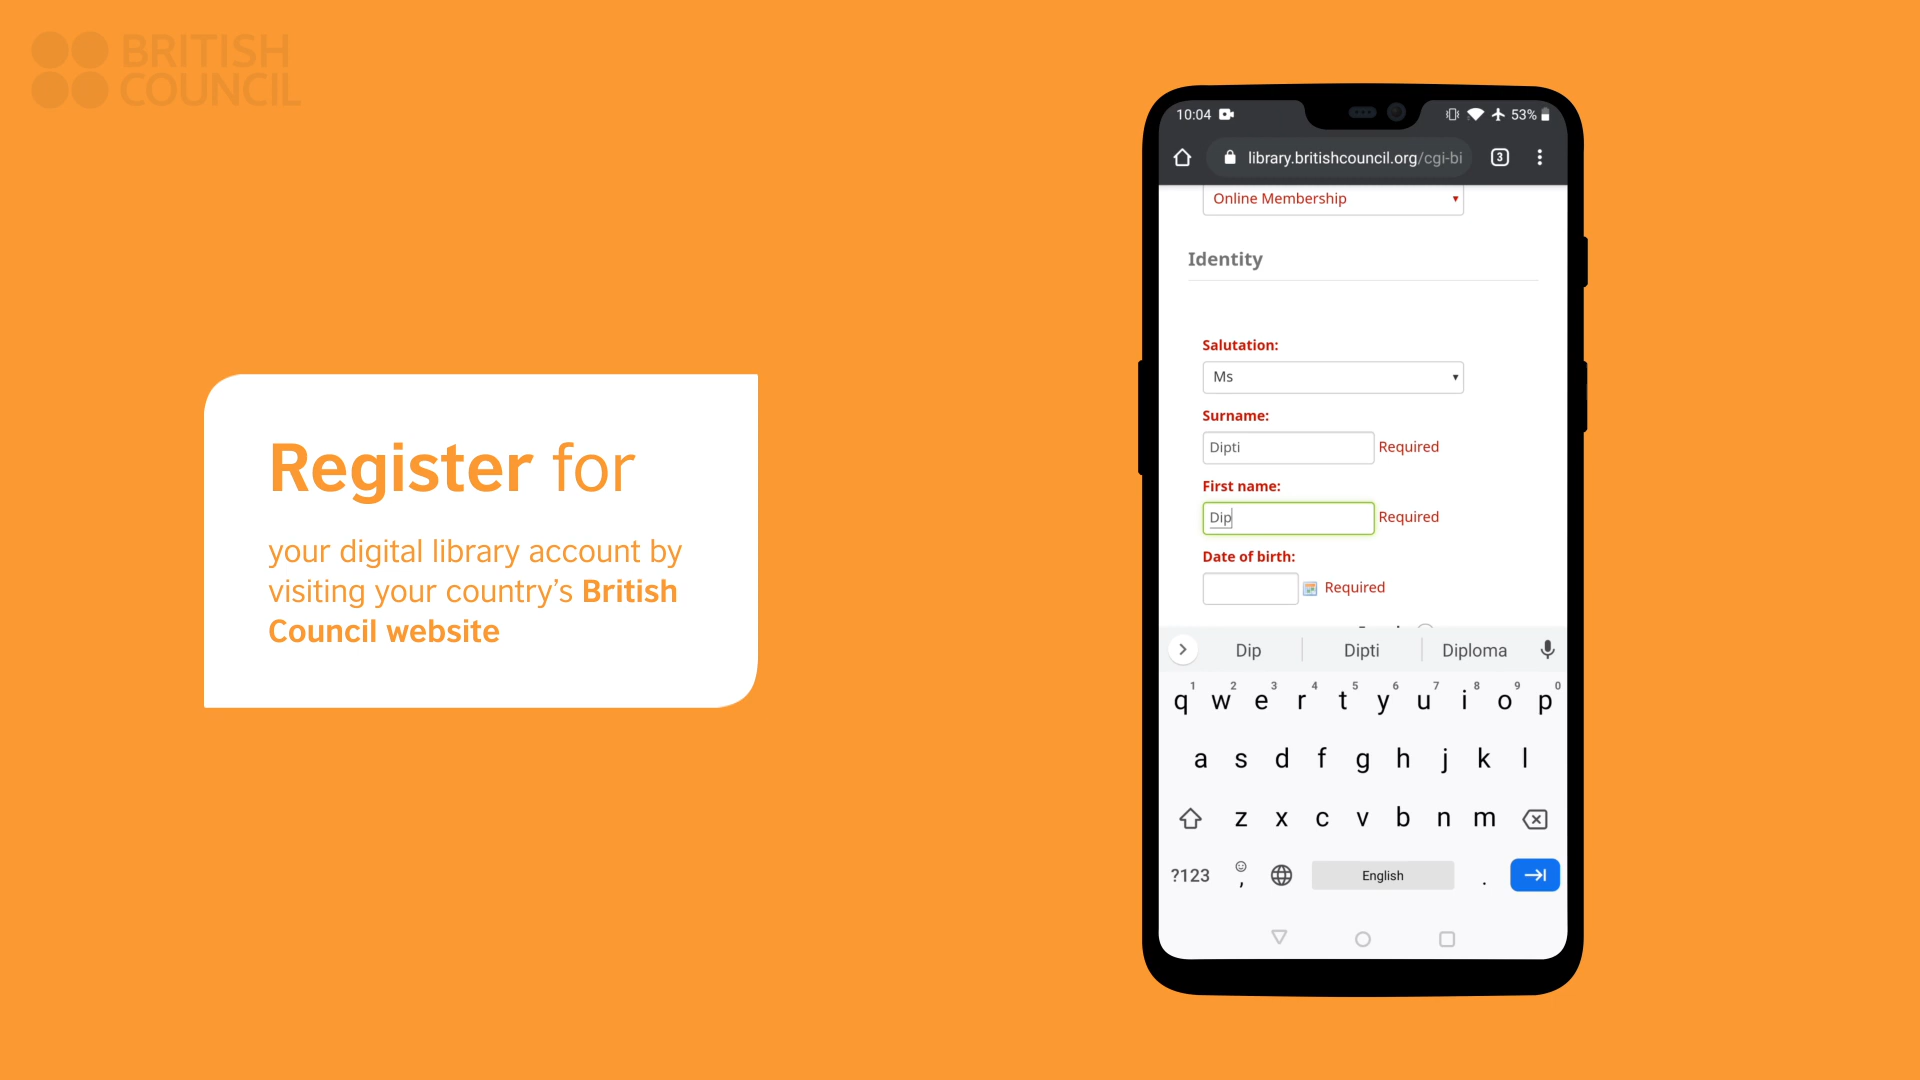 BRITISH
COUNCIL
Register for
your digital library account by
visiting your country’s British
Council website
10:04
53%
library.britishcouncil.org/cgi-bi
3
Online Membership
Identity
Salutation:
Ms
Surname:
Dipti Required
First name:
Dip Required
Date of birth:
Required
Dip Dipti Diploma
1 2 3 4 5 6 7 8 9 0
q w e r t y u i o p
a s d f g h j k l
z x c v b n m
?123 , English .